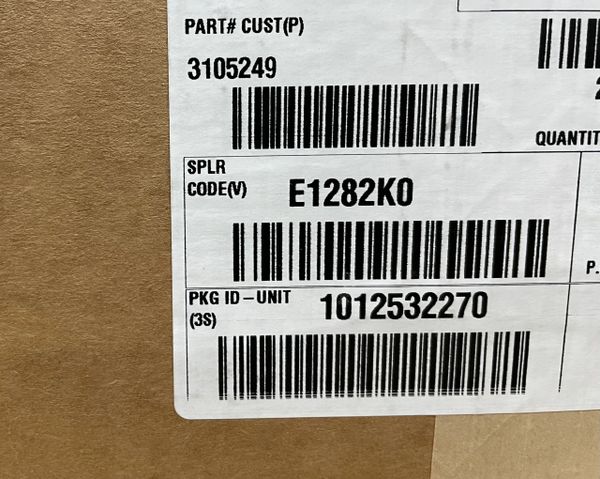 PART# CUST(P)
3105249
QUANTIT
SPLR
CODE(V)
E1282K0
P.
PKG ID-UNIT
(3S)
1012532270